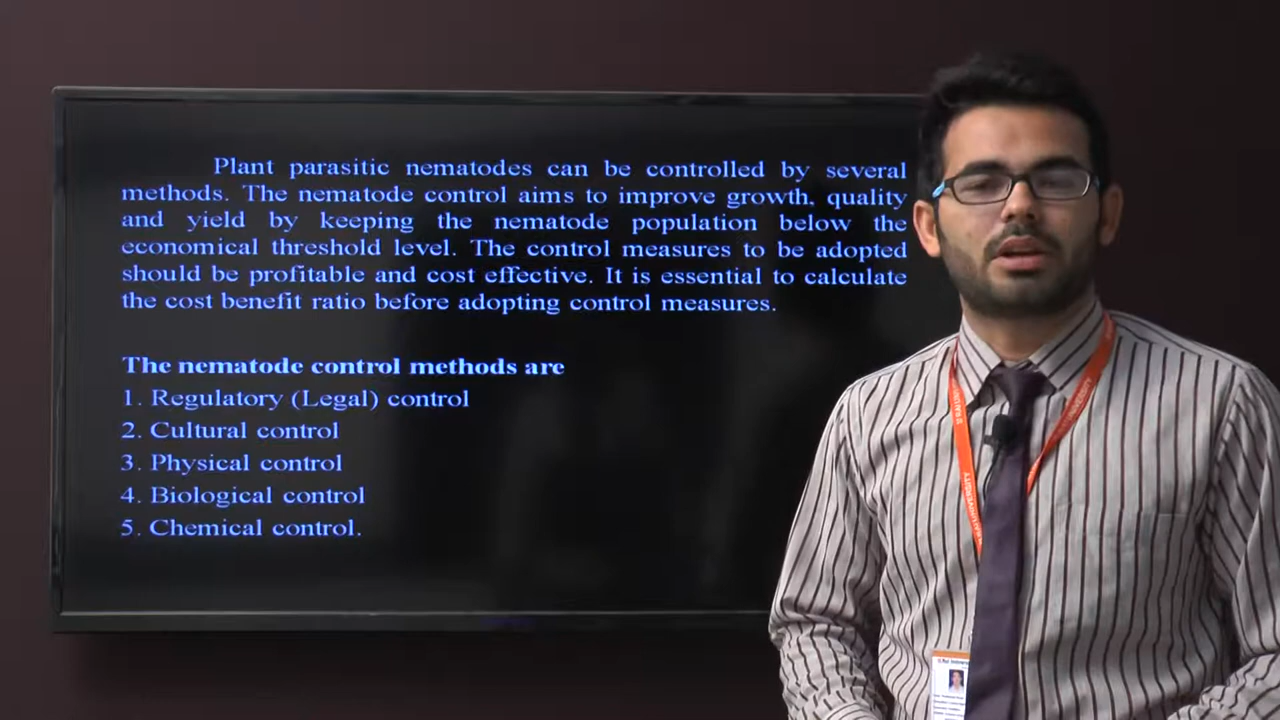 Plant parasitic nematodes can be controlled by several
methods. The nematode control aims to improve growth, quality
and yield by keeping the nematode population below the
economical threshold level. The control measures to be adopted
should be profitable and cost effective. It is essential to calculate
the cost benefit ratio before adopting control measures.
The nematode control methods are
1. Regulatory (Legal) control
2. Cultural control
3. Physical control
4. Biological control
5. Chemical control.